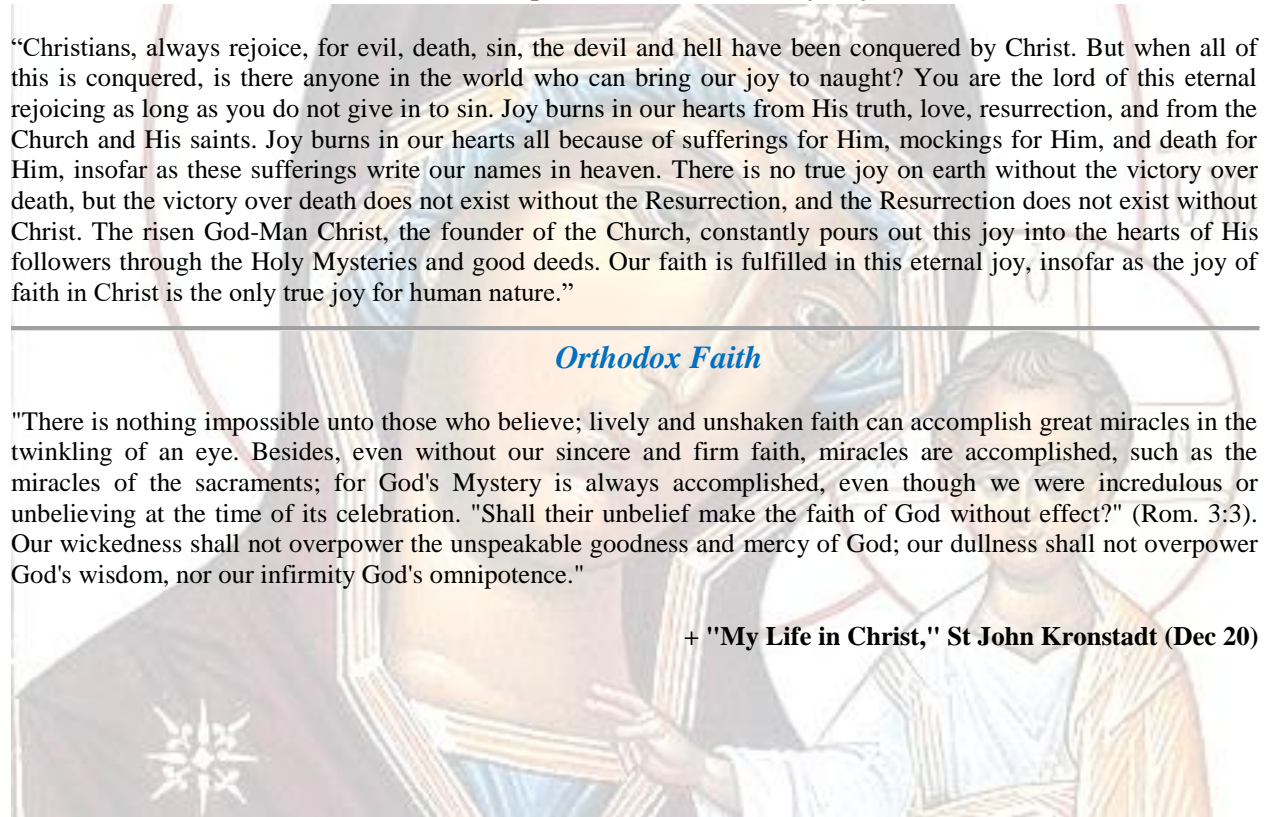 “Christians, always rejoice, for evil, death, sin, the devil and hell have been conquered by Christ. But when all of
this is conquered, is there anyone in the world who can bring our joy to naught? You are the lord of this eternal
rejoicing as long as you do not give in to sin. Joy burns in our hearts from His truth, love, resurrection, and from the
Church and His saints. Joy burns in our hearts all because of sufferings for Him, mockings for Him, and death for
Him, insofar as these sufferings write our names in heaven. There is no true joy on earth without the victory over
death, but the victory over death does not exist without the Resurrection, and the Resurrection does not exist without
Christ. The risen God-Man Christ, the founder of the Church, constantly pours out this joy into the hearts of His
followers through the Holy Mysteries and good deeds. Our faith is fulfilled in this eternal joy, insofar as the joy of
faith in Christ is the only true joy for human nature.”
Orthodox Faith
"There is nothing impossible unto those who believe; lively and unshaken faith can accomplish great miracles in the
twinkling of an eye. Besides, even without our sincere and firm faith, miracles are accomplished, such as the
miracles of the sacraments; for God's Mystery is always accomplished, even though we were incredulous or
unbelieving at the time of its celebration. "Shall their unbelief make the faith of God without effect?" (Rom. 3:3).
Our wickedness shall not overpower the unspeakable goodness and mercy of God; our dullness shall not overpower
God's wisdom, nor our infirmity God's omnipotence."
+ "My Life in Christ," St John Kronstadt (Dec 20)